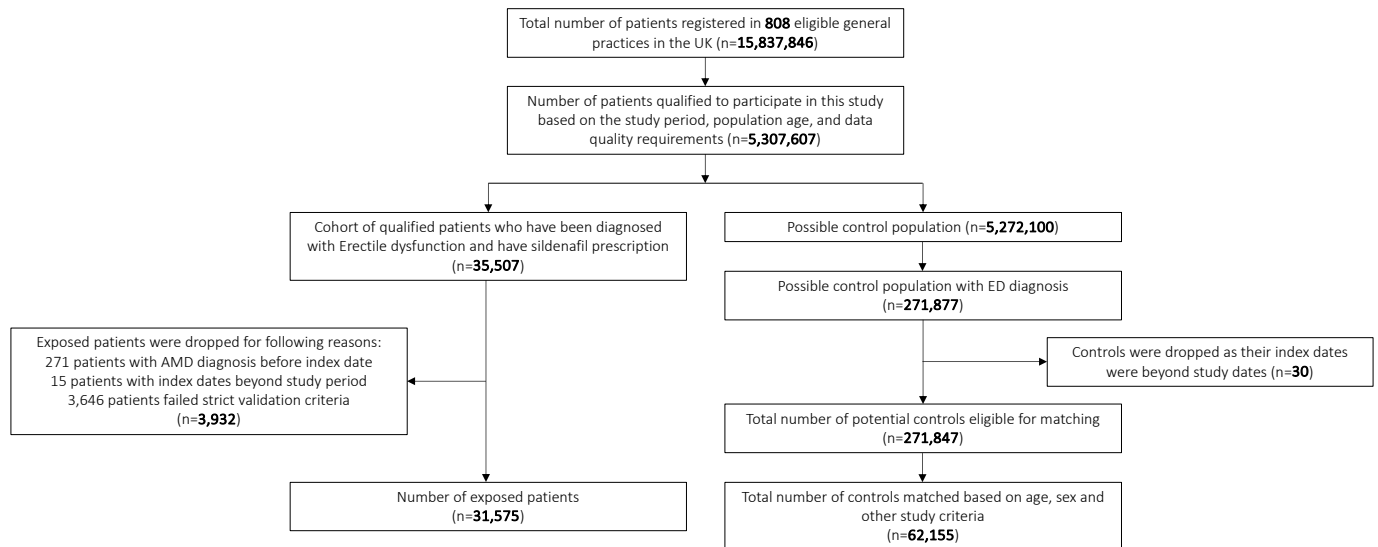 Total number of patients registered in 808 eligible general
practices in the UK (n=15,837,846)
Number of patients qualified to participate in this study
based on the study period, population age, and data
quality requirements (n=5,307,607)
Cohort of qualified patients who have been diagnosed
with Erectile dysfunction and have sildenafil prescription
(n=35,507)
Possible control population (n=5,272,100)
Possible control population with ED diagnosis
(n=271,877)
Exposed patients were dropped for following reasons:
271 patients with AMD diagnosis before index date
15 patients with index dates beyond study period
3,646 patients failed strict validation criteria
(n=3,932)
Controls were dropped as their index dates
were beyond study dates (n=30)
Total number of potential controls eligible for matching
(n=271,847)
Number of exposed patients
(n=31,575)
Total number of controls matched based on age, sex and
other study criteria
(n=62,155)